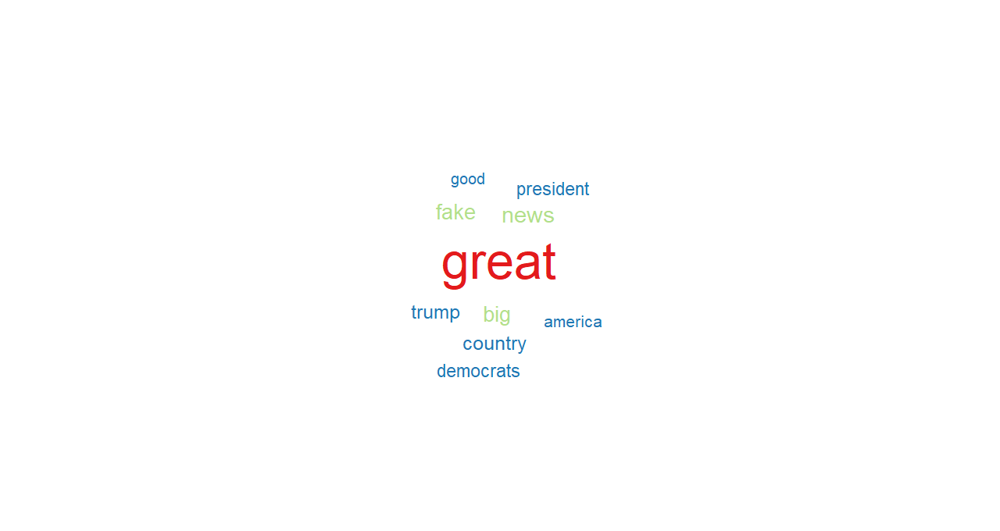 good
president
fake news
great
trump big
america
country
democrats